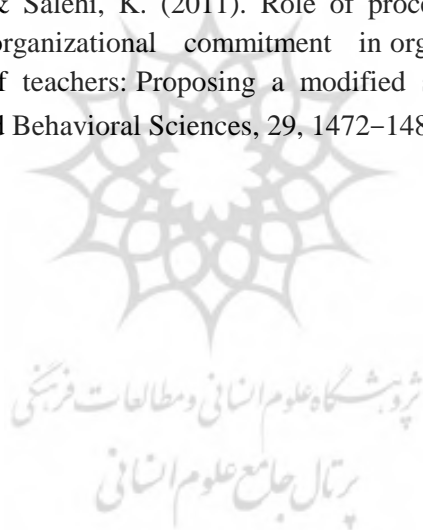 & Salehi, K. (2011). Role of proce
organizational commitment in org
f teachers: Proposing a modified
d Behavioral Sciences, 29, 1472–148
پژوهشگاه علوم انسانی و مطالعات فرهنگی
پرتال جامع علوم انسانی